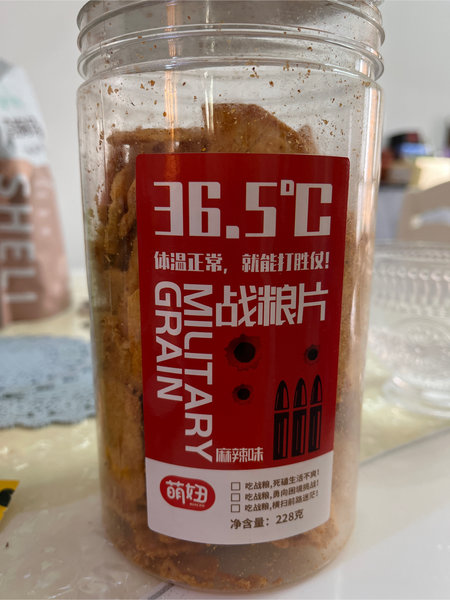 36.5℃
体温正常，就能打胜仗！
战粮片
MILITARY
GRAIN
麻辣味
萌妞
吃战粮，死磕生活不爽！
吃战粮，勇向困境挑战！
吃战粮，横扫前路迷茫！
净含量：228克
SHELL